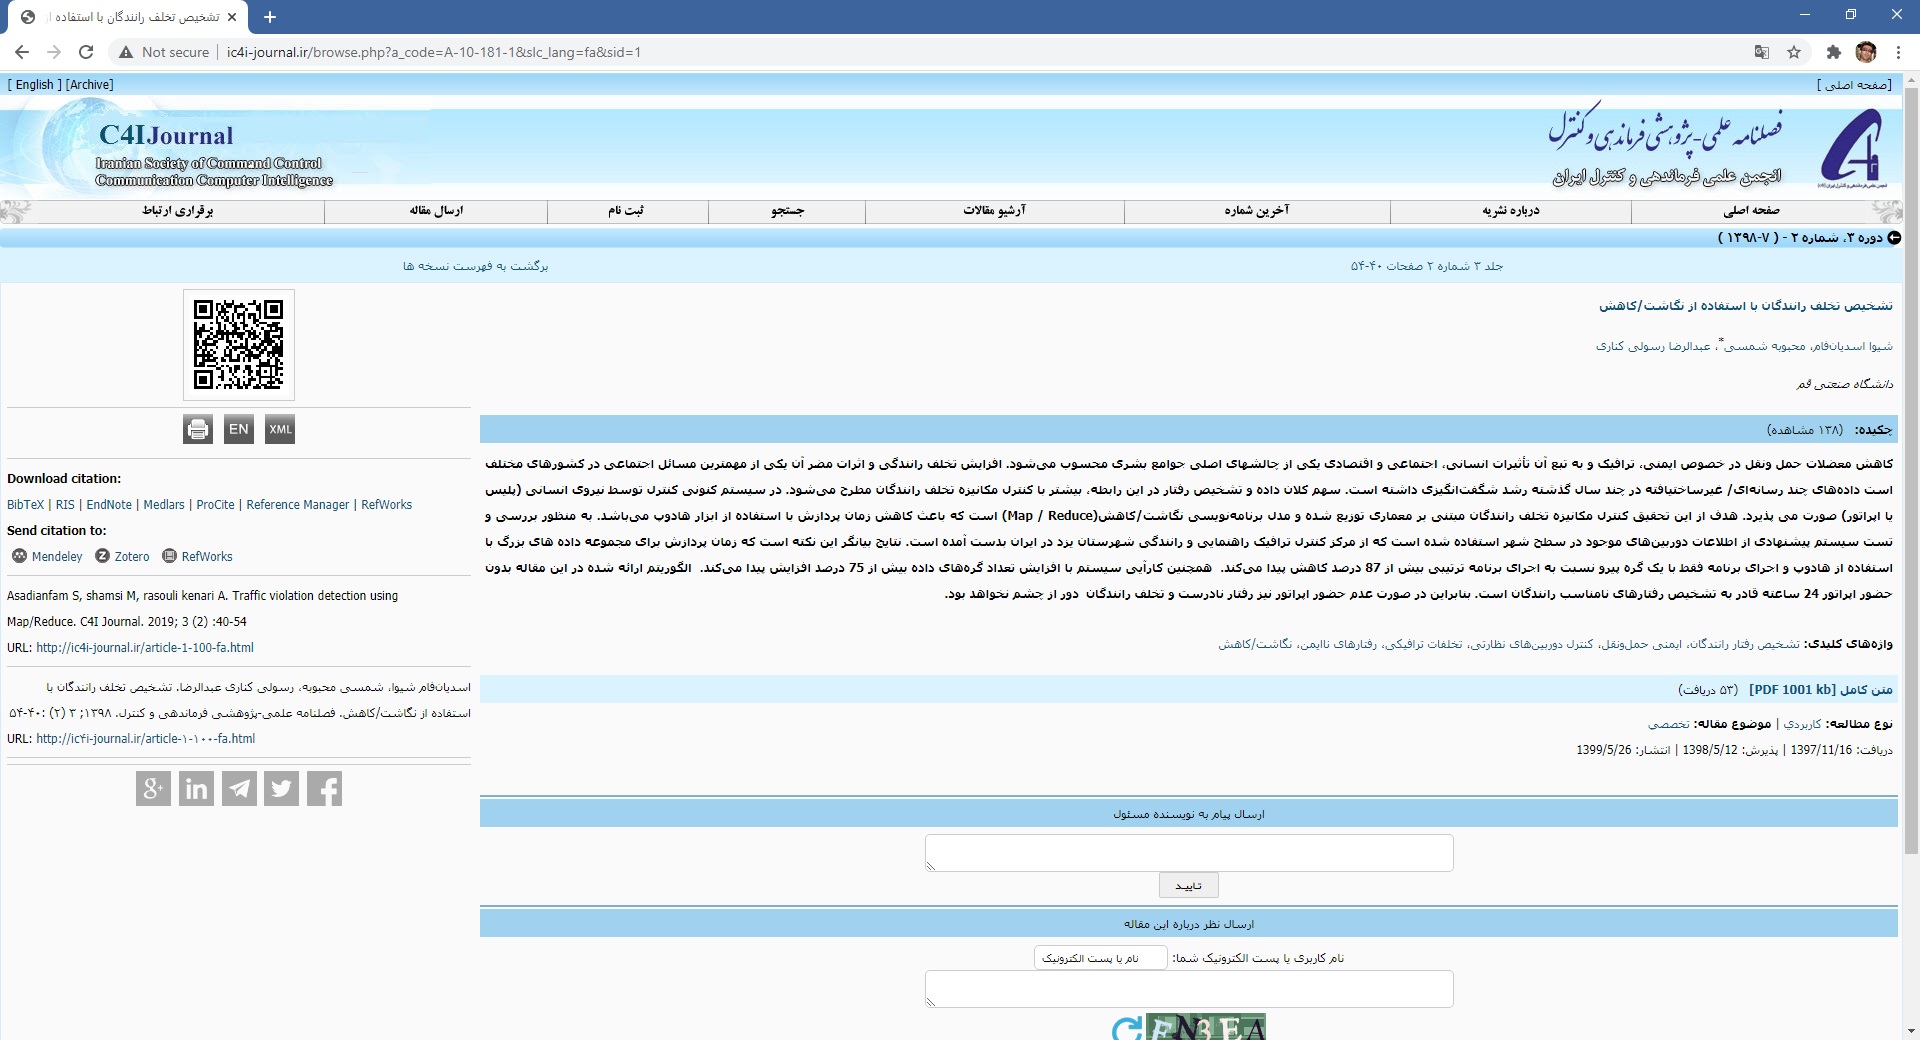 تشخیص تخلف رانندگان با استفاده از
Not secure
ic4i-journal.ir/browse.php?a_code=A-10-181-1&slc_lang=fa&sid=1
[ English ] [Archive]
[صفحه اصلی ]
C4IJournal
Iranian Society of Command Control
Communication Computer Intelligence
فصلنامه علمی-پژوهشی فرماندهی و کنترل
انجمن علمی فرماندهی و کنترل ایران
صفحه اصلی
درباره نشریه
آخرین شماره
آرشیو مقالات
جستجو
ثبت نام
ارسال مقاله
برقراری ارتباط
دوره ۳، شماره ۲ - ( ۷-۱۳۹۸ )
جلد ۳ شماره ۲ صفحات ۴۰-۵۴
برگشت به فهرست نسخه ها
تشخیص تخلف رانندگان با استفاده از نگاشت/کاهش
شیوا اسدیان‌فام، محبوبه شمسی*، عبدالرضا رسولی کناری
دانشگاه صنعتی قم
چکیده: (۱۳۸ مشاهده)
کاهش معضلات حمل ونقل در خصوص ایمنی، ترافیک و به تبع آن تأثیرات انسانی، اجتماعی و اقتصادی یکی از چالشهای اصلی جوامع بشری محسوب می‌شود. افزایش تخلف رانندگی و اثرات مضر آن یکی از مهمترین مسائل اجتماعی در کشورهای مختلف
است داده‌های چند رسانه‌ای/ غیرساختیافته در چند سال گذشته رشد شگفت‌انگیزی داشته است. سهم کلان داده و تشخیص رفتار در این رابطه، بیشتر با کنترل مکانیزه تخلف رانندگان مطرح می‌شود. در سیستم کنونی کنترل توسط نیروی انسانی (پلیس
یا اپراتور) صورت می پذیرد. هدف از این تحقیق کنترل مکانیزه تخلف رانندگان مبتنی بر معماری توزیع شده و مدل برنامه‌نویسی نگاشت/کاهش(Map / Reduce) است که باعث کاهش زمان پردازش با استفاده از ابزار هادوپ می‌باشد. به منظور بررسی و
تست سیستم پیشنهادی از اطلاعات دوربین‌های موجود در سطح شهر استفاده شده است که از مرکز کنترل ترافیک راهنمایی و رانندگی شهرستان یزد در ایران بدست آمده است. نتایج بیانگر این نکته است که زمان پردازش برای مجموعه داده های بزرگ با
استفاده از هادوپ و اجرای برنامه فقط با یک گره پیرو نسبت به اجرای برنامه ترتیبی بیش از 87 درصد کاهش پیدا می‌کند. همچنین کارآیی سیستم با افزایش تعداد گره‌های داده بیش از 75 درصد افزایش پیدا می‌کند. الگوریتم ارائه شده در این مقاله بدون
حضور اپراتور 24 ساعته قادر به تشخیص رفتارهای نامناسب رانندگان است. بنابراین در صورت عدم حضور اپراتور نیز رفتار نادرست و تخلف رانندگان دور از چشم نخواهد بود.
واژه‌های کلیدی: تشخیص رفتار رانندگان، ایمنی حمل‌ونقل، کنترل دوربین‌های نظارتی، تخلفات ترافیکی، رفتارهای ناایمن، نگاشت/کاهش
متن کامل [PDF 1001 kb] (۵۳ دریافت)
نوع مطالعه: كاربردي | موضوع مقاله: تخصصي
دریافت: 1397/11/16 | پذیرش: 1398/5/12 | انتشار: 1399/5/26
ارسال پیام به نویسنده مسئول
تایید
ارسال نظر درباره این مقاله
نام کاربری یا پست الکترونیک شما: نام یا پست الکترونیک
FN3EA
EN
XML
Download citation:
BibTeX | RIS | EndNote | Medlars | ProCite | Reference Manager | RefWorks
Send citation to:
Mendeley Zotero RefWorks
Asadianfam S, shamsi M, rasouli kenari A. Traffic violation detection using
Map/Reduce. C4I Journal. 2019; 3 (2) :40-54
URL: http://ic4i-journal.ir/article-1-100-fa.html
اسدیان‌فام شیوا، شمسی محبوبه، رسولی کناری عبدالرضا. تشخیص تخلف رانندگان با
استفاده از نگاشت/کاهش. فصلنامه علمی-پژوهشی فرماندهی و کنترل. ۱۳۹۸; ۳ (۲) :۴۰-۵۴
URL: http://ic۴i-journal.ir/article-۱-۱۰۰-fa.html